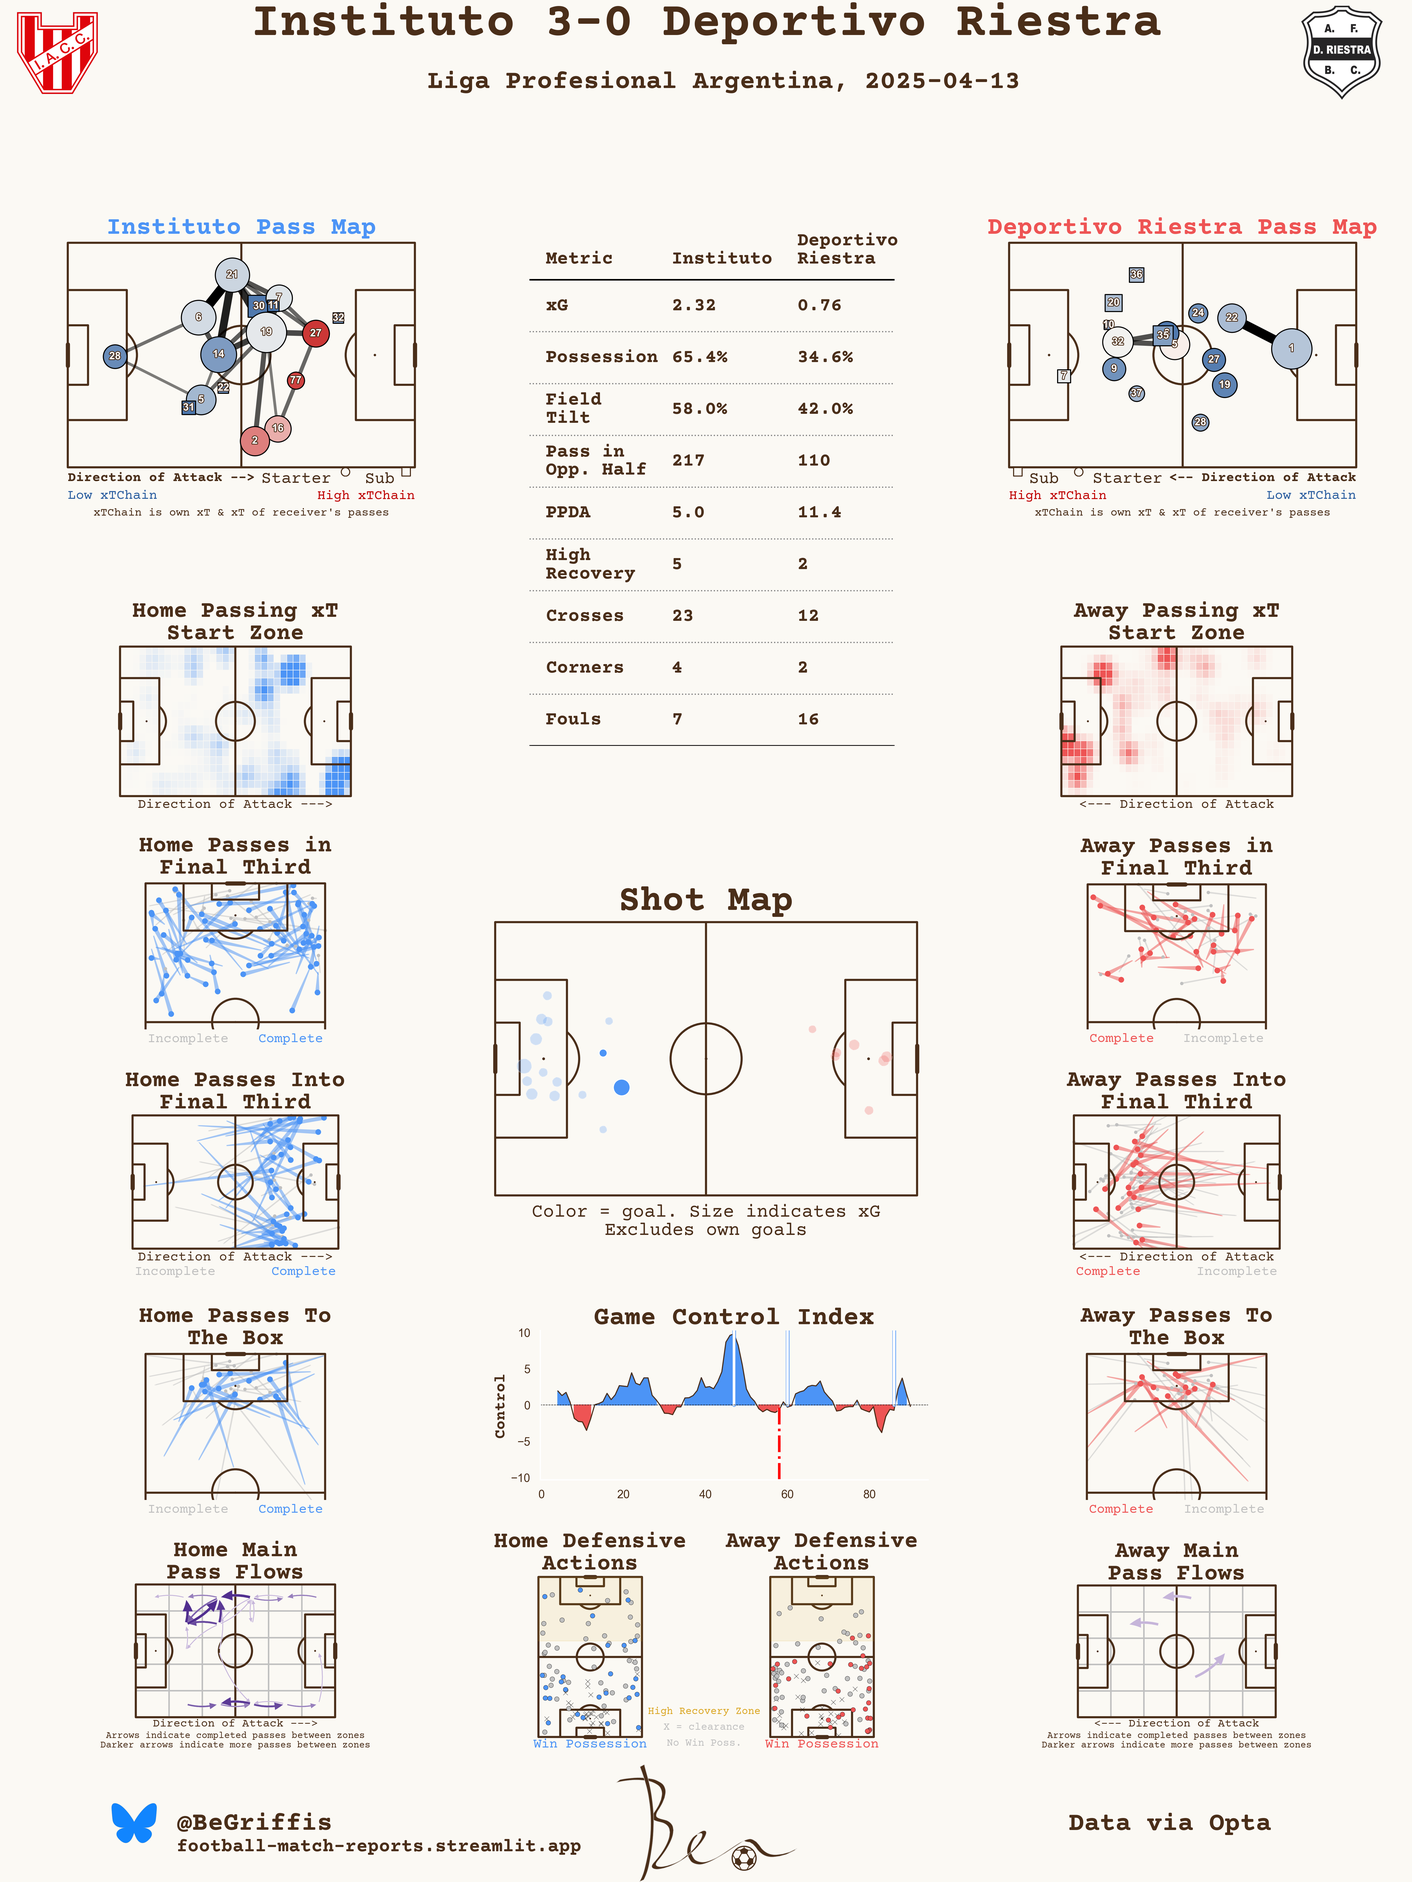 Instituto 3-0 Deportivo Riestra
Liga Profesional Argentina, 2025-04-13
I.A.C.C.
A. F.
D. RIESTRA
B. C.
Instituto Pass Map
21
7
30
11
6
19
32
27
14
28
77
22
5
31
16
2
Direction of Attack --> Starter Sub
Low xTChain High xTChain
xTChain is own xT & xT of receiver's passes
Metric Instituto Deportivo Riestra
xG 2.32 0.76
Possession 65.4% 34.6%
Field Tilt 58.0% 42.0%
Pass in Opp. Half 217 110
PPDA 5.0 11.4
High Recovery 5 2
Crosses 23 12
Corners 4 2
Fouls 7 16
Deportivo Riestra Pass Map
36
20
24
22
10
35
32
5
1
27
9
7
19
37
28
Sub Starter <-- Direction of Attack
High xTChain Low xTChain
xTChain is own xT & xT of receiver's passes
Home Passing xT
Start Zone
Direction of Attack --->
Away Passing xT
Start Zone
<--- Direction of Attack
Home Passes in
Final Third
Incomplete Complete
Away Passes in
Final Third
Complete Incomplete
Shot Map
Color = goal. Size indicates xG
Excludes own goals
Home Passes Into
Final Third
Direction of Attack --->
Incomplete Complete
Away Passes Into
Final Third
<--- Direction of Attack
Complete Incomplete
Home Passes To
The Box
Incomplete Complete
Game Control Index
Control
10
5
0
−5
−10
0 20 40 60 80
Away Passes To
The Box
Complete Incomplete
Home Main
Pass Flows
Direction of Attack --->
Arrows indicate completed passes between zones
Darker arrows indicate more passes between zones
Home Defensive
Actions
Win Possession
High Recovery Zone
X = clearance
No Win Poss.
Away Defensive
Actions
Win Possession
Away Main
Pass Flows
<--- Direction of Attack
Arrows indicate completed passes between zones
Darker arrows indicate more passes between zones
@BeGriffis
football-match-reports.streamlit.app
Ben
Data via Opta